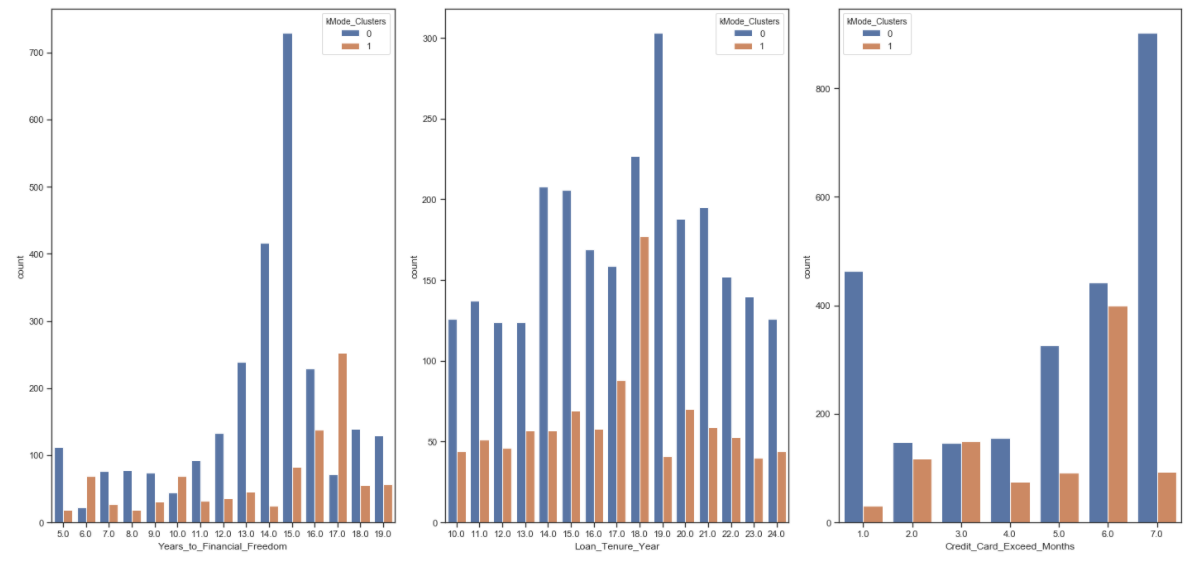 kMode_Clusters
0
1
700
600
500
400
300
200
100
0
count
5.0 6.0 7.0 8.0 9.0 10.0 11.0 12.0 13.0 14.0 15.0 16.0 17.0 18.0 19.0
Years_to_Financial_Freedom
kMode_Clusters
0
1
300
250
200
150
100
50
0
count
10.0 11.0 12.0 13.0 14.0 15.0 16.0 17.0 18.0 19.0 20.0 21.0 22.0 23.0 24.0
Loan_Tenure_Year
kMode_Clusters
0
1
800
600
400
200
0
count
1.0 2.0 3.0 4.0 5.0 6.0 7.0
Credit_Card_Exceed_Months